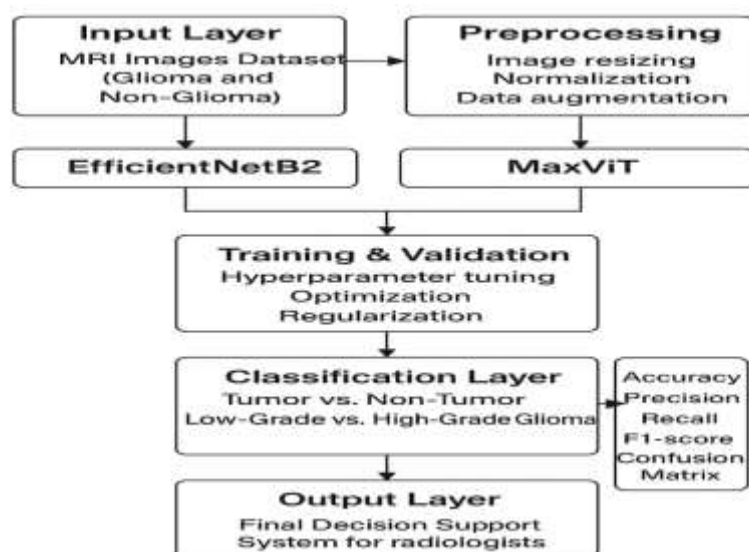 Input Layer
MRI Images Dataset
(Glioma and
Non-Glioma)
Preprocessing
Image resizing
Normalization
Data augmentation
EfficientNetB2
MaxViT
Training & Validation
Hyperparameter tuning
Optimization
Regularization
Classification Layer
Tumor vs. Non-Tumor
Low-Grade vs. High-Grade Glioma
Accuracy
Precision
Recall
F1-score
Confusion
Matrix
Output Layer
Final Decision Support
System for radiologists